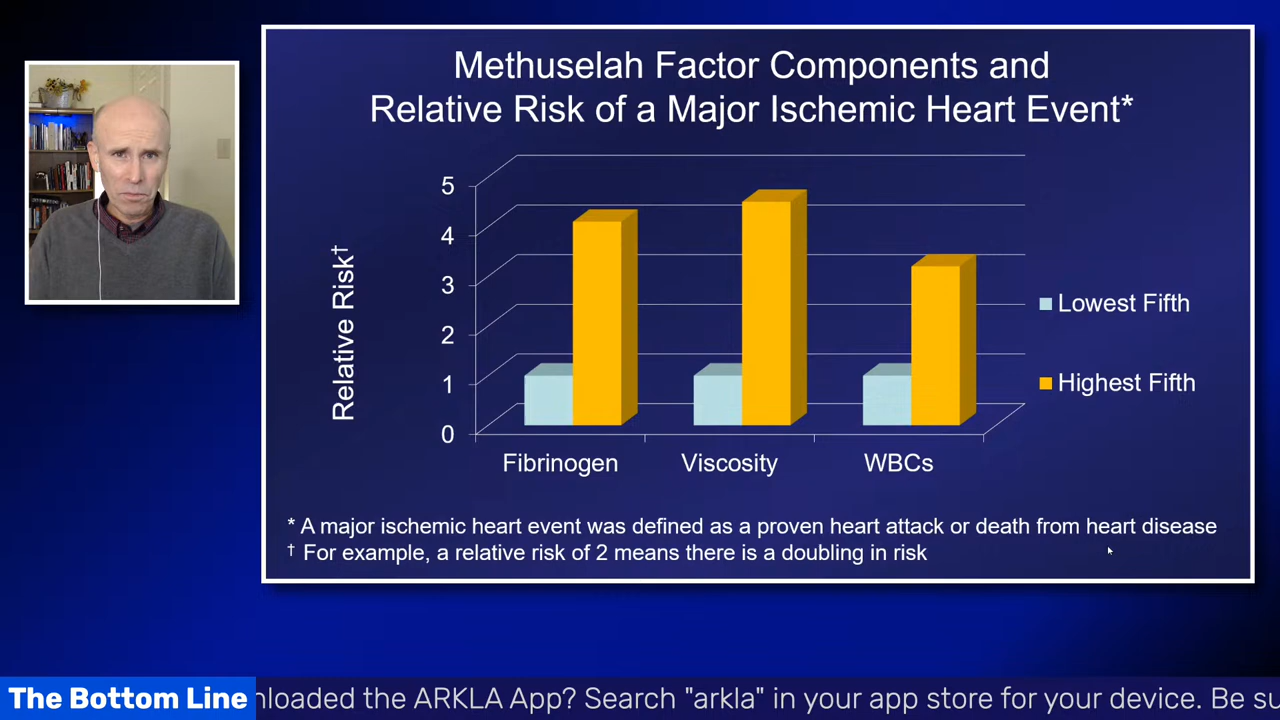 Methuselah Factor Components and
Relative Risk of a Major Ischemic Heart Event*
Relative Risk†
5
4
3
2
1
0
Fibrinogen
Viscosity
WBCs
Lowest Fifth
Highest Fifth
* A major ischemic heart event was defined as a proven heart attack or death from heart disease
† For example, a relative risk of 2 means there is a doubling in risk
The Bottom Line
the ARKLA App? Search "arkla" in your app store for your device. Be